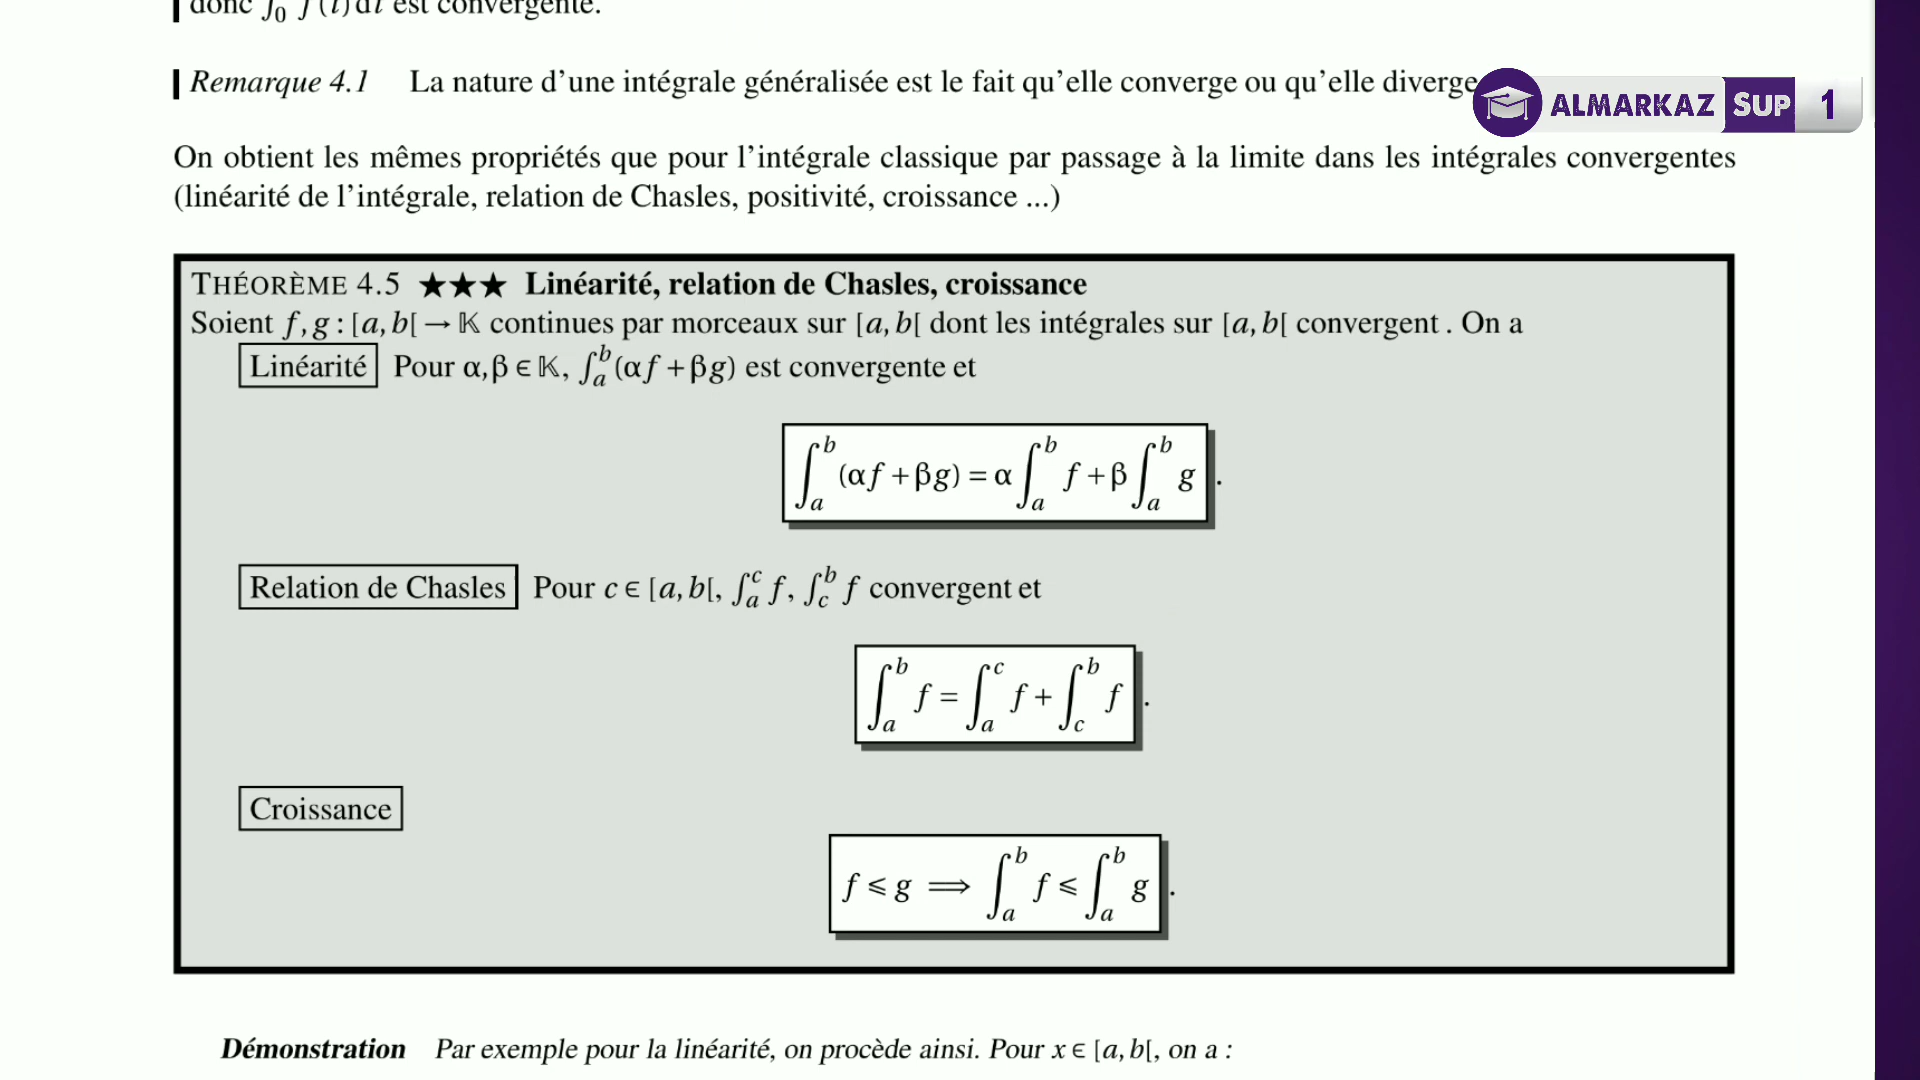 donc ∫₀ f(t)dt est convergente.
Remarque 4.1 La nature d'une intégrale généralisée est le fait qu'elle converge ou qu'elle diverge
ALMARKAZ SUP 1
On obtient les mêmes propriétés que pour l'intégrale classique par passage à la limite dans les intégrales convergentes
(linéarité de l'intégrale, relation de Chasles, positivité, croissance ...)
THÉORÈME 4.5 ★★★ Linéarité, relation de Chasles, croissance
Soient f,g : [a,b[ → 𝕂 continues par morceaux sur [a,b[ dont les intégrales sur [a,b[ convergent . On a
Linéarité Pour α,β ∈ 𝕂, ∫_a^b (αf + βg) est convergente et
∫_a^b (αf + βg) = α ∫_a^b f + β ∫_a^b g .
Relation de Chasles Pour c ∈ [a,b[, ∫_a^c f, ∫_c^b f convergent et
∫_a^b f = ∫_a^c f + ∫_c^b f .
Croissance
f ⩽ g ⟹ ∫_a^b f ⩽ ∫_a^b g .
Démonstration Par exemple pour la linéarité, on procède ainsi. Pour x ∈ [a,b[, on a :